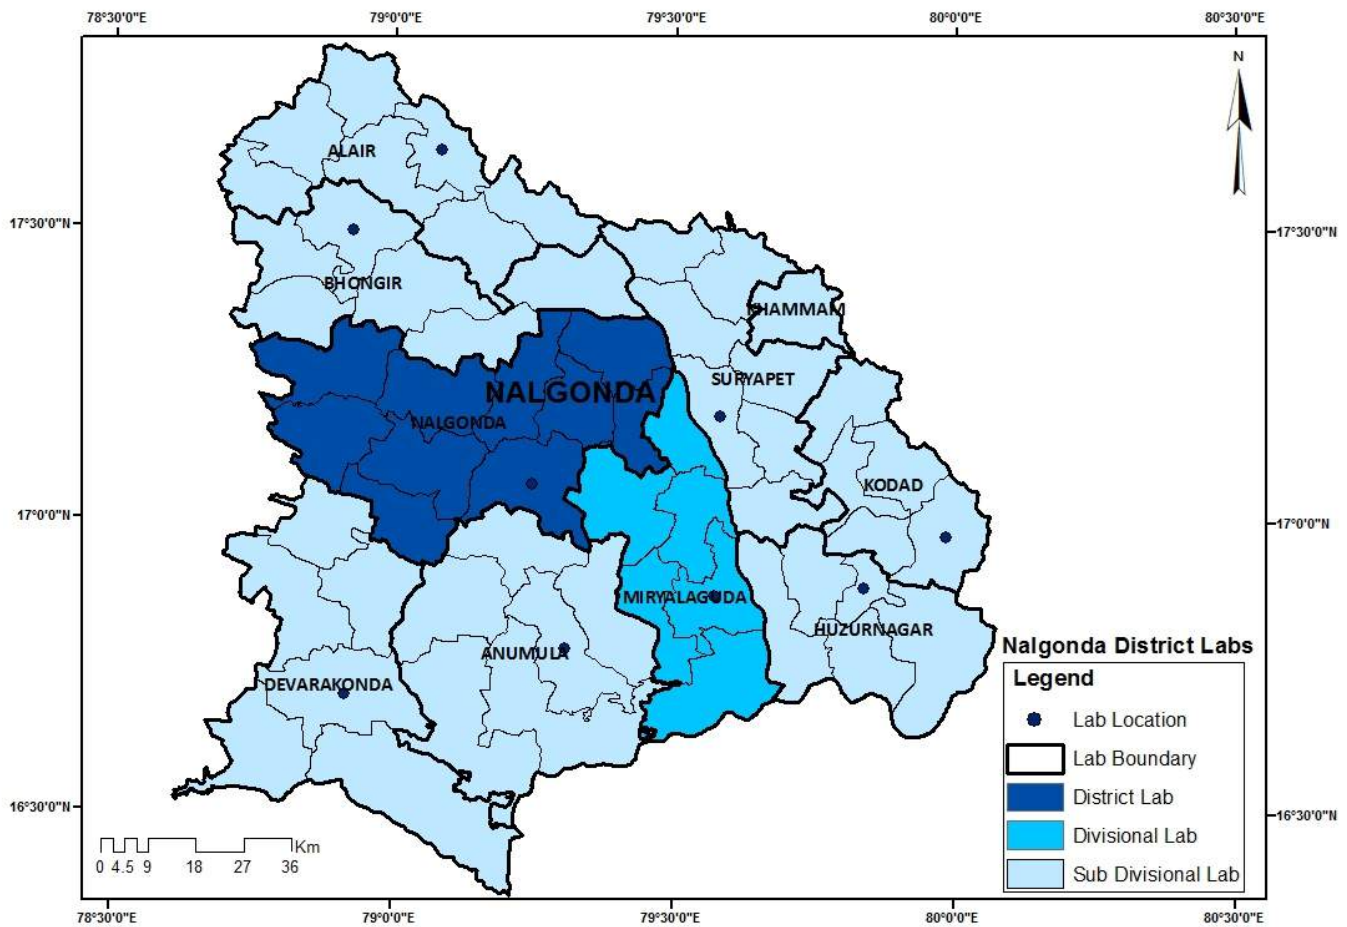 78°30'0"E 79°0'0"E 79°30'0"E 80°0'0"E 80°30'0"E
N
ALAIR
17°30'0"N 17°30'0"N
BHONGIR
KHAMMAM
SURYAPET
NALGONDA
NALGONDA
KODAD
17°0'0"N 17°0'0"N
MIRYALAGUDA
HUZURNAGAR
ANUMULA
DEVARAKONDA
Nalgonda District Labs
Legend
Lab Location
Lab Boundary
District Lab
Divisional Lab
Sub Divisional Lab
16°30'0"N 16°30'0"N
Km
0 4.5 9 18 27 36
78°30'0"E 79°0'0"E 79°30'0"E 80°0'0"E 80°30'0"E